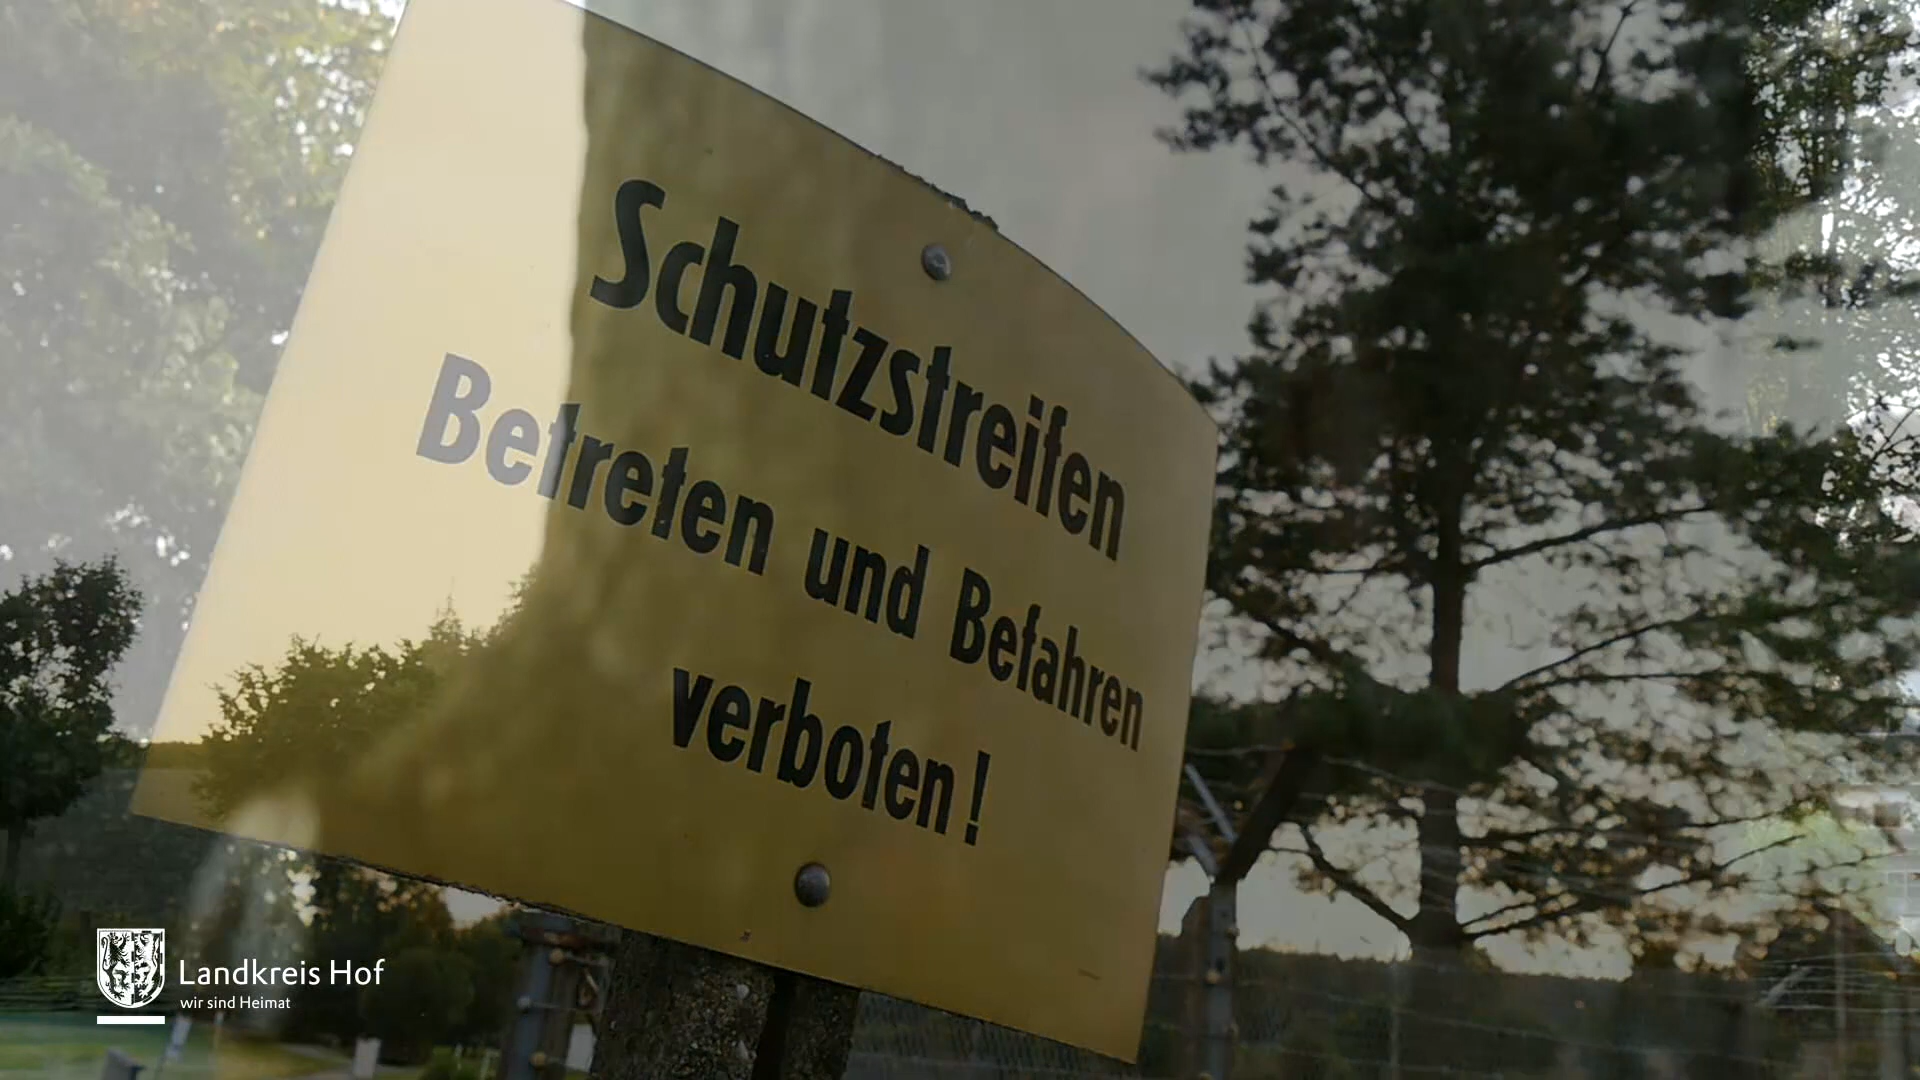 Schutzstreifen
Betreten und Befahren
verboten!
Landkreis Hof
wir sind Heimat